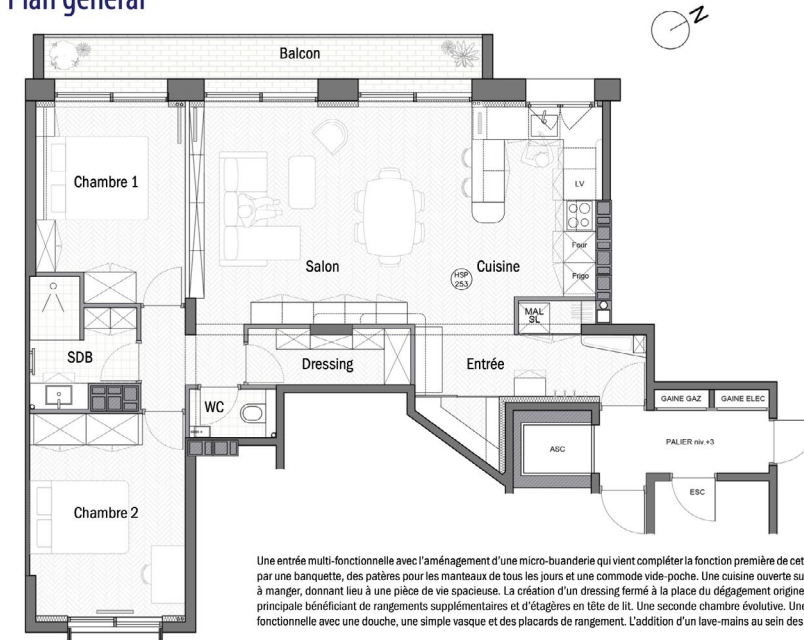 Plan général
N
Balcon
Chambre 1
LV
Four
Salon
Cuisine
HSP
253
Frigo
MAL
SL
SDB
Dressing
Entrée
WC
GAINE GAZ
GAINE ELEC
ASC
PALIER niv.+3
ESC
Chambre 2
Une entrée multi-fonctionnelle avec l'aménagement d'une micro-buanderie qui vient compléter la fonction première de cet
par une banquette, des patères pour les manteaux de tous les jours et une commode vide-poche. Une cuisine ouverte su
à manger, donnant lieu à une pièce de vie spacieuse. La création d'un dressing fermé à la place du dégagement origine
principale bénéficiant de rangements supplémentaires et d'étagères en tête de lit. Une seconde chambre évolutive. Une
fonctionnelle avec une douche, une simple vasque et des placards de rangement. L'addition d'un lave-mains au sein des